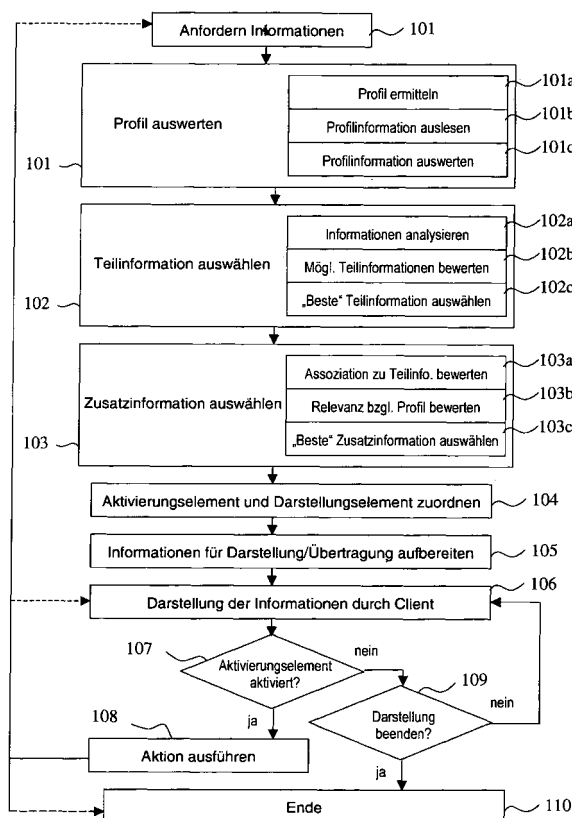 Anfordern Informationen
101
Profil auswerten
101
Profil ermitteln
101a
Profilinformation auslesen
101b
Profilinformation auswerten
101c
Teilinformation auswählen
102
Informationen analysieren
102a
Mögl. Teilinformationen bewerten
102b
„Beste“ Teilinformation auswählen
102c
Zusatzinformation auswählen
103
Assoziation zu Teilinfo. bewerten
103a
Relevanz bzgl. Profil bewerten
103b
„Beste“ Zusatzinformation auswählen
103c
Aktivierungselement und Darstellungselement zuordnen
104
Informationen für Darstellung/Übertragung aufbereiten
105
Darstellung der Informationen durch Client
106
107
Aktivierungselement
aktiviert?
nein
ja
109
Darstellung
beenden?
nein
ja
108
Aktion ausführen
Ende
110